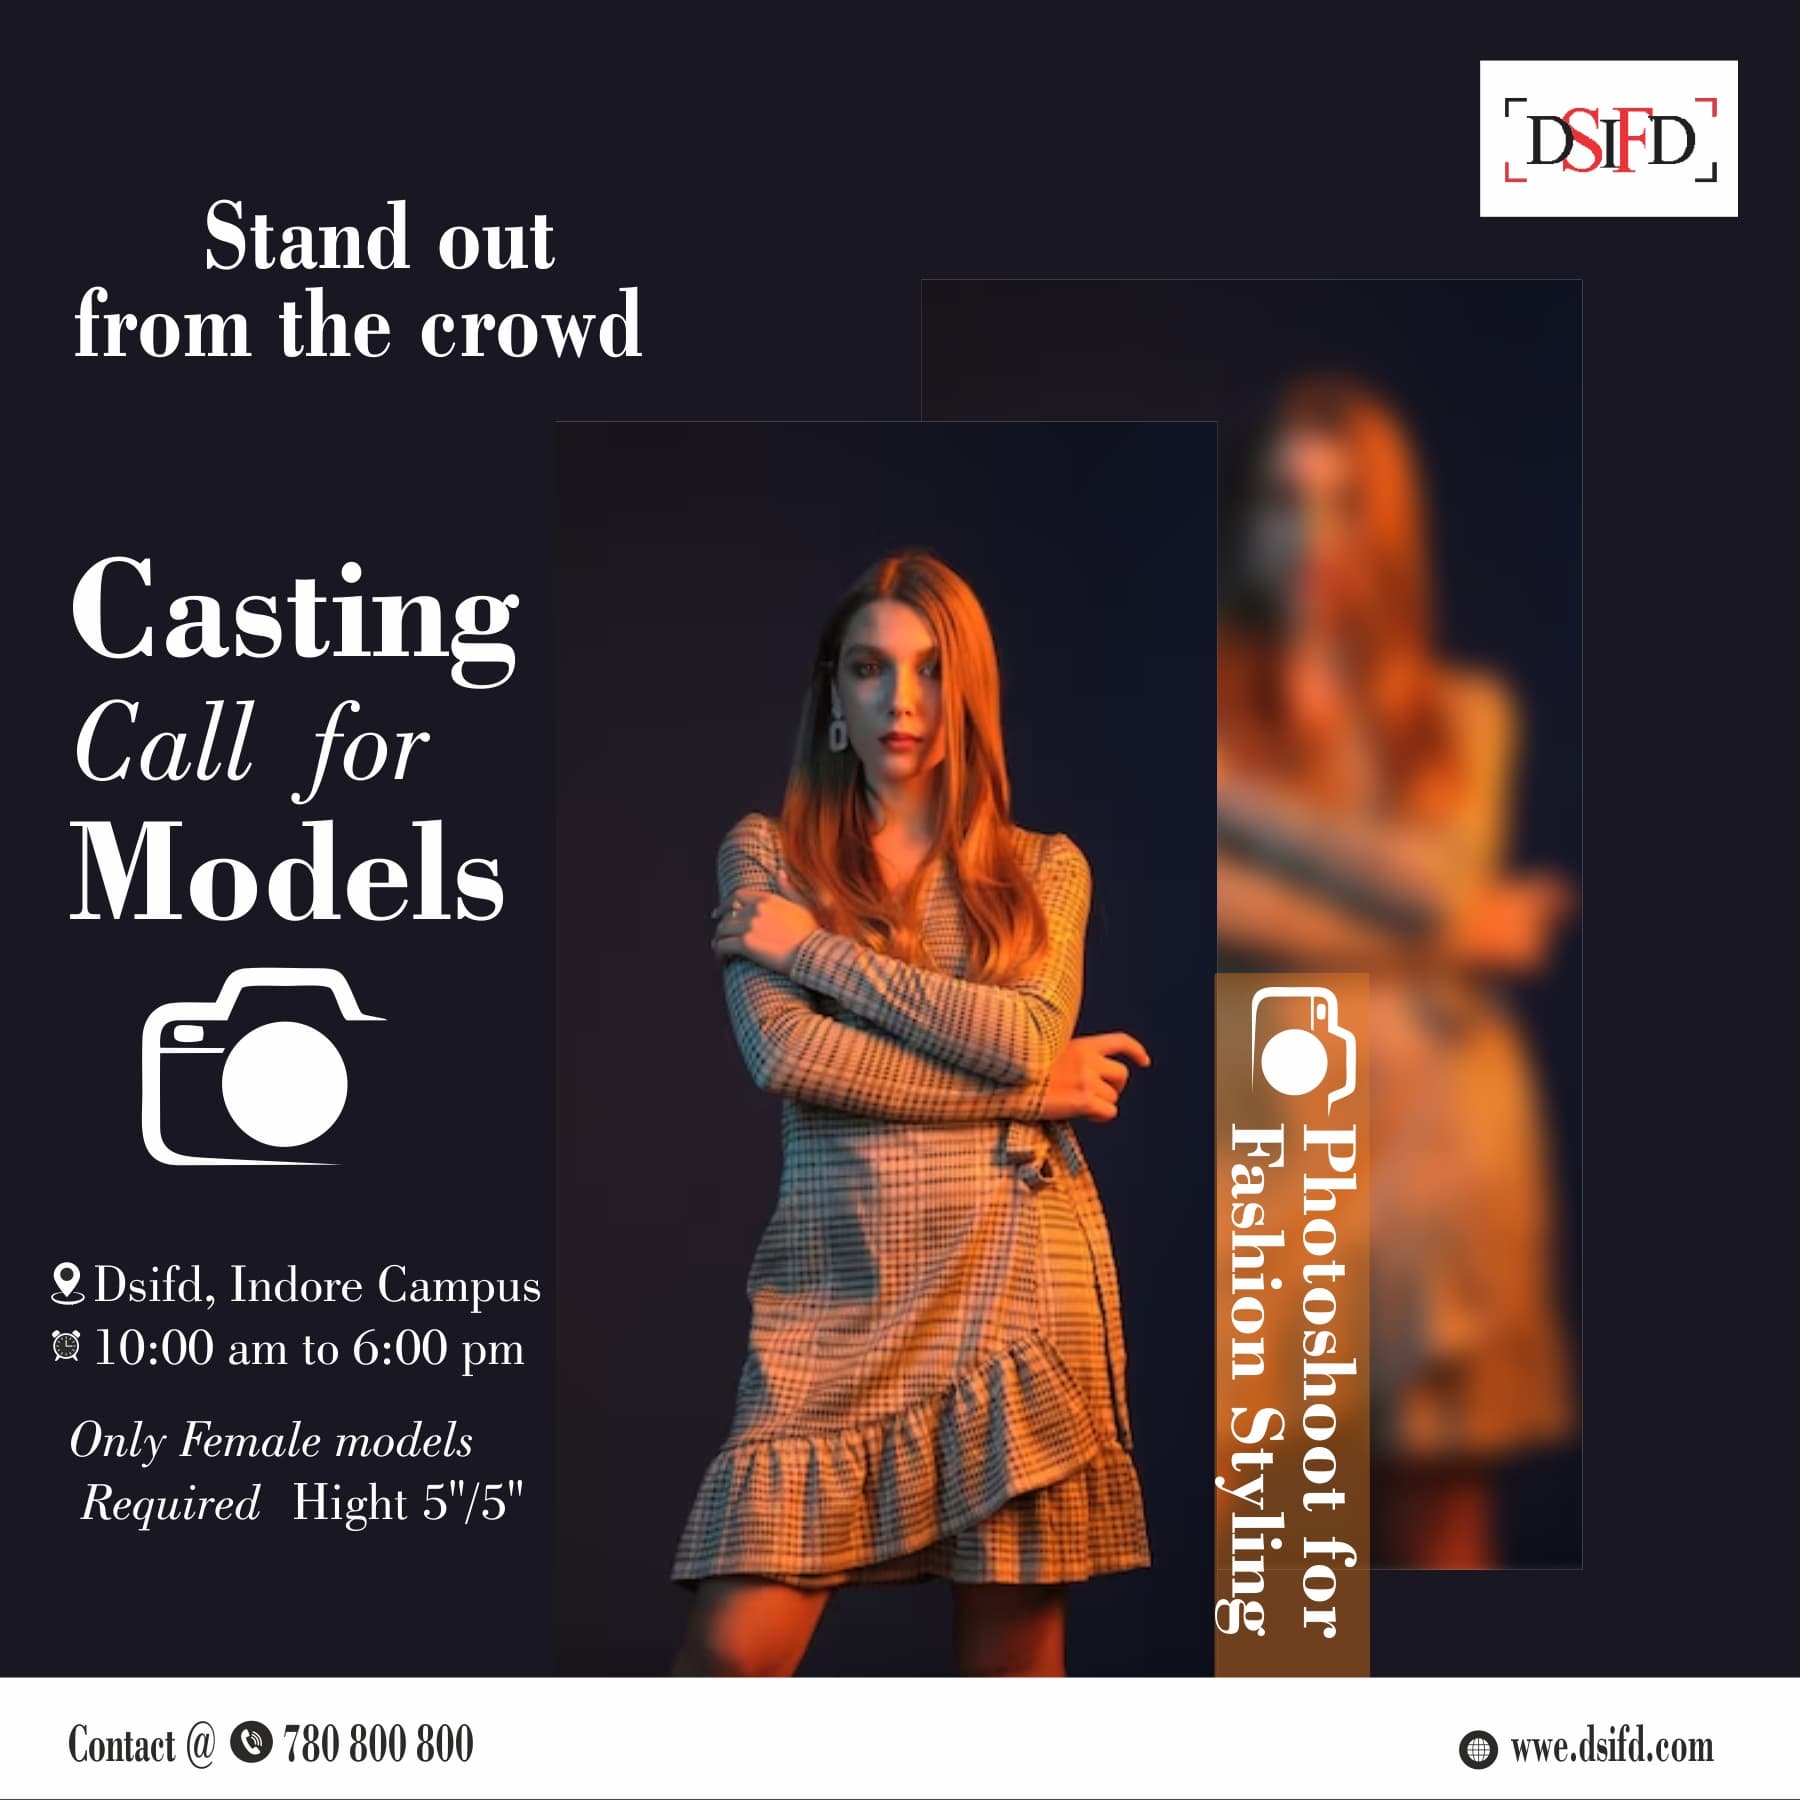 DSIFD
Stand out
from the crowd
Casting
Call for
Models
Dsifd, Indore Campus
10:00 am to 6:00 pm
Only Female models
Required Hight 5"/5"
Photoshoot for
Fashion Styling
Contact @ 780 800 800
wwe.dsifd.com